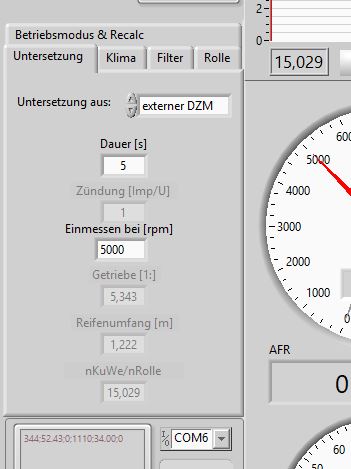 Betriebsmodus & Recalc
Untersetzung Klima Filter Rolle
Untersetzung aus: externer DZM
Dauer [s]
5
Zündung [Imp/U]
1
Einmessen bei [rpm]
5000
Getriebe [1:]
5,343
Reifenumfang [m]
1,222
nKuWe/nRolle
15,029
344:52.43:0;1110:34.00:0
COM6
2
0
15,029
6000
5000
4000
3000
2000
1000
0
AFR
0